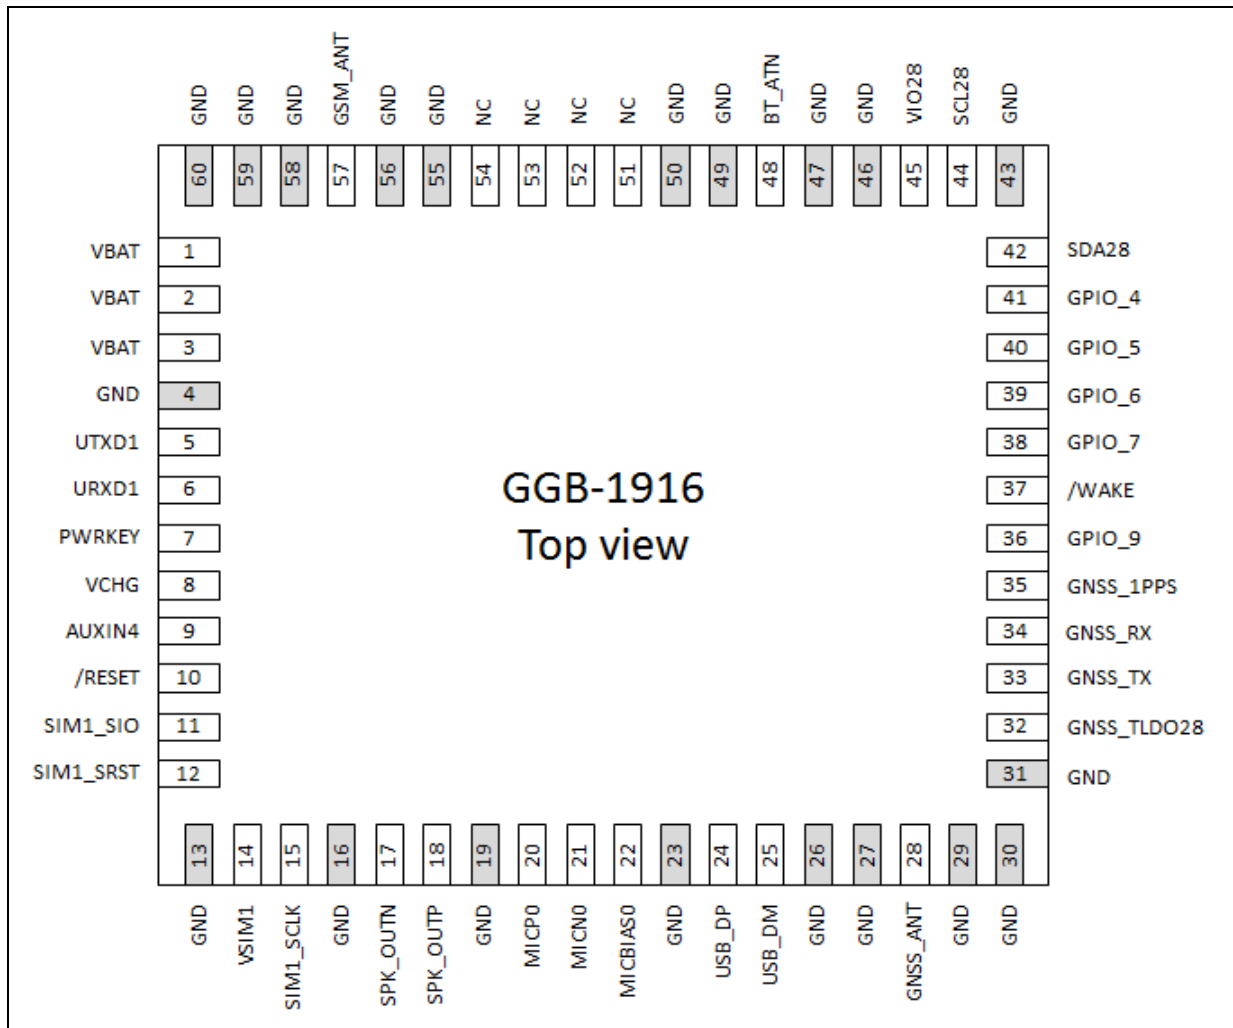 GND GND GND GSM_ANT GND GND NC NC NC NC GND GND BT_ATN GND GND VIO28 SCL28 GND
60 59 58 57 56 55 54 53 52 51 50 49 48 47 46 45 44 43
VBAT 1 42 SDA28
VBAT 2 41 GPIO_4
VBAT 3 40 GPIO_5
GND 4 39 GPIO_6
UTXD1 5 38 GPIO_7
URXD1 6 37 /WAKE
GGB-1916
Top view
PWRKEY 7 36 GPIO_9
VCHG 8 35 GNSS_1PPS
AUXIN4 9 34 GNSS_RX
/RESET 10 33 GNSS_TX
SIM1_SIO 11 32 GNSS_TLDO28
SIM1_SRST 12 31 GND
13 14 15 16 17 18 19 20 21 22 23 24 25 26 27 28 29 30
GND VSIM1 SIM1_SCLK GND SPK_OUTN SPK_OUTP GND MICP0 MICN0 MICBIAS0 GND USB_DP USB_DM GND GND GNSS_ANT GND GND